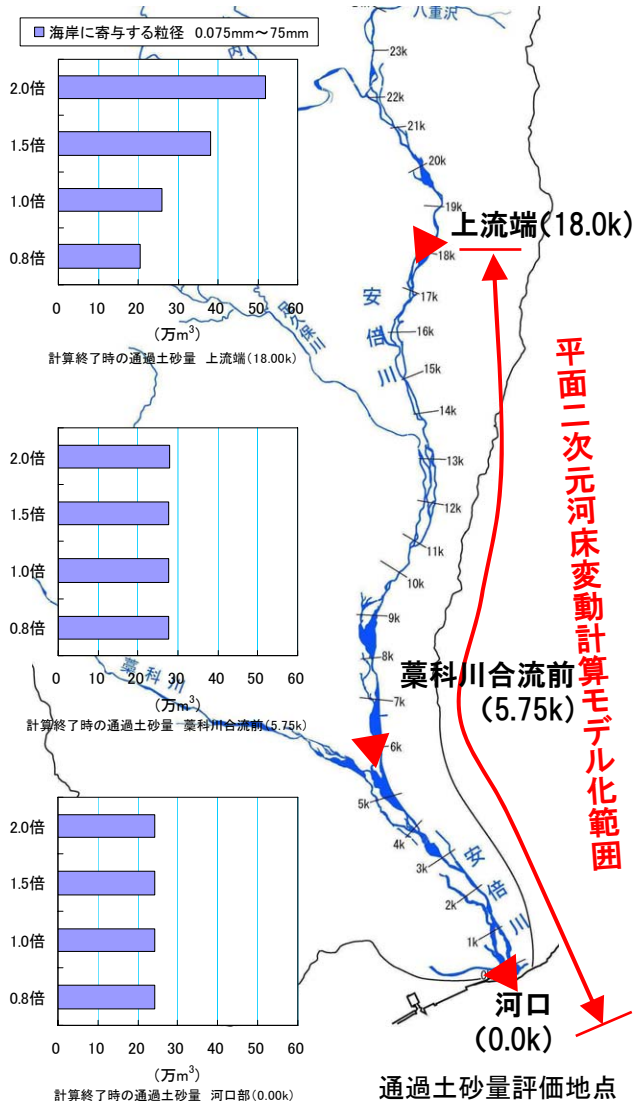 海岸に寄与する粒径 0.075mm～75mm
2.0倍
1.5倍
1.0倍
0.8倍
0 10 20 30 40 50 60
（万m³）
計算終了時の通過土砂量 上流端(18.00k)
2.0倍
1.5倍
1.0倍
0.8倍
0 10 20 30 40 50 60
（万m³）
計算終了時の通過土砂量 藁科川合流前(5.75k)
2.0倍
1.5倍
1.0倍
0.8倍
0 10 20 30 40 50 60
（万m³）
計算終了時の通過土砂量 河口部(0.00k)
八重沢
内
23k
22k
21k
20k
19k
上流端(18.0k)
18k
17k
安倍川
16k
15k
14k
13k
12k
11k
10k
9k
8k
藁科川合流前
(5.75k)
7k
藁科川
6k
5k
4k
3k
安倍川
2k
1k
0
河口
(0.0k)
平面二次元河床変動計算モデル化範囲
通過土砂量評価地点